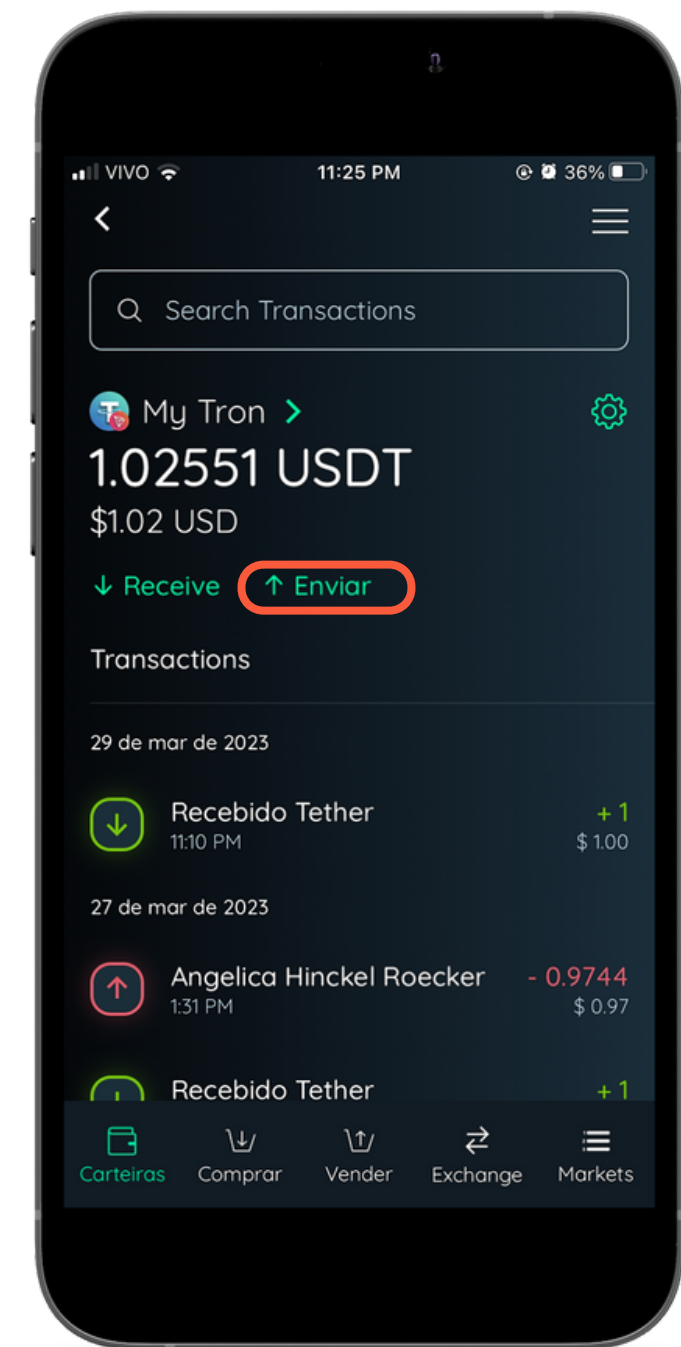 VIVO 11:25 PM 36%
Search Transactions
My Tron
1.02551 USDT
$1.02 USD
Receive Enviar
Transactions
29 de mar de 2023
Recebido Tether + 1
11:10 PM $ 1.00
27 de mar de 2023
Angelica Hinckel Roecker - 0.9744
1:31 PM $ 0.97
Recebido Tether + 1
Carteiras Comprar Vender Exchange Markets